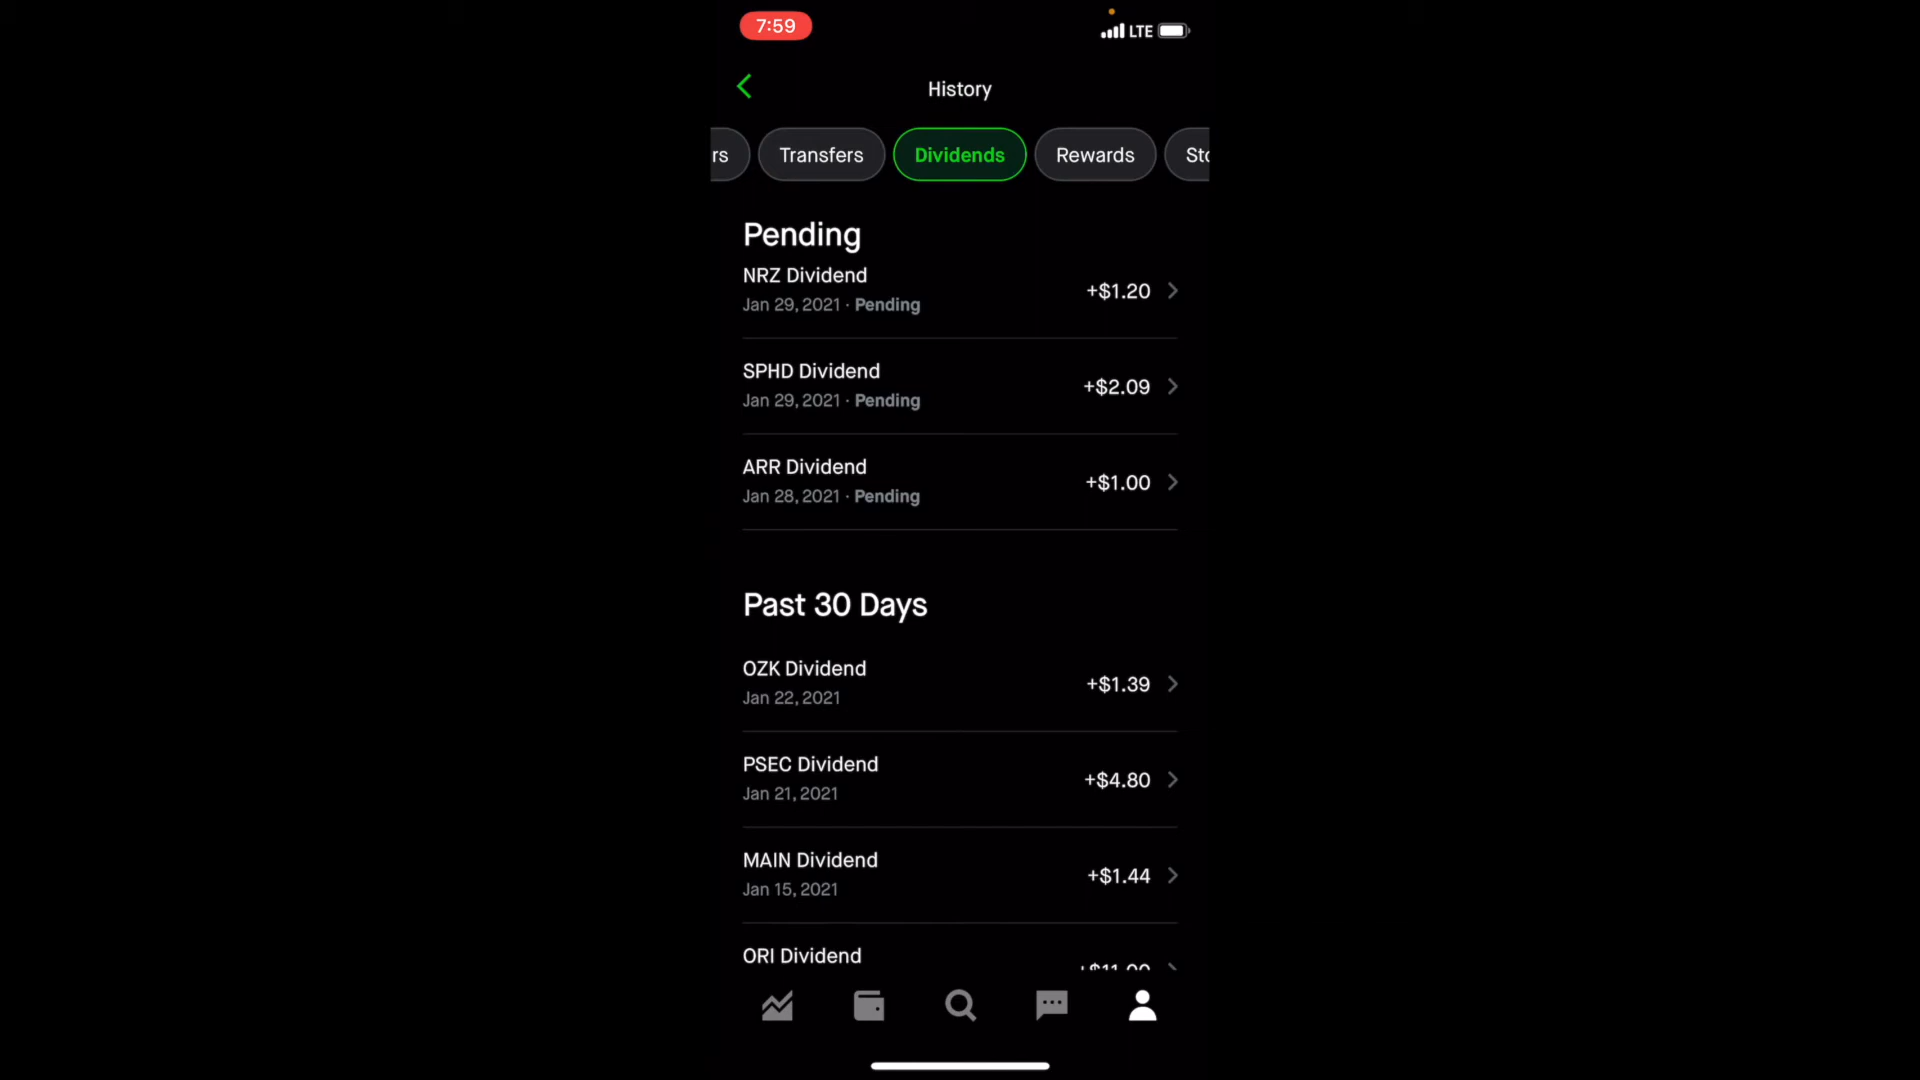 7:59
LTE
History
rs
Transfers
Dividends
Rewards
Sto
Pending
NRZ Dividend
+$1.20
Jan 29, 2021 · Pending
SPHD Dividend
+$2.09
Jan 29, 2021 · Pending
ARR Dividend
+$1.00
Jan 28, 2021 · Pending
Past 30 Days
OZK Dividend
+$1.39
Jan 22, 2021
PSEC Dividend
+$4.80
Jan 21, 2021
MAIN Dividend
+$1.44
Jan 15, 2021
ORI Dividend